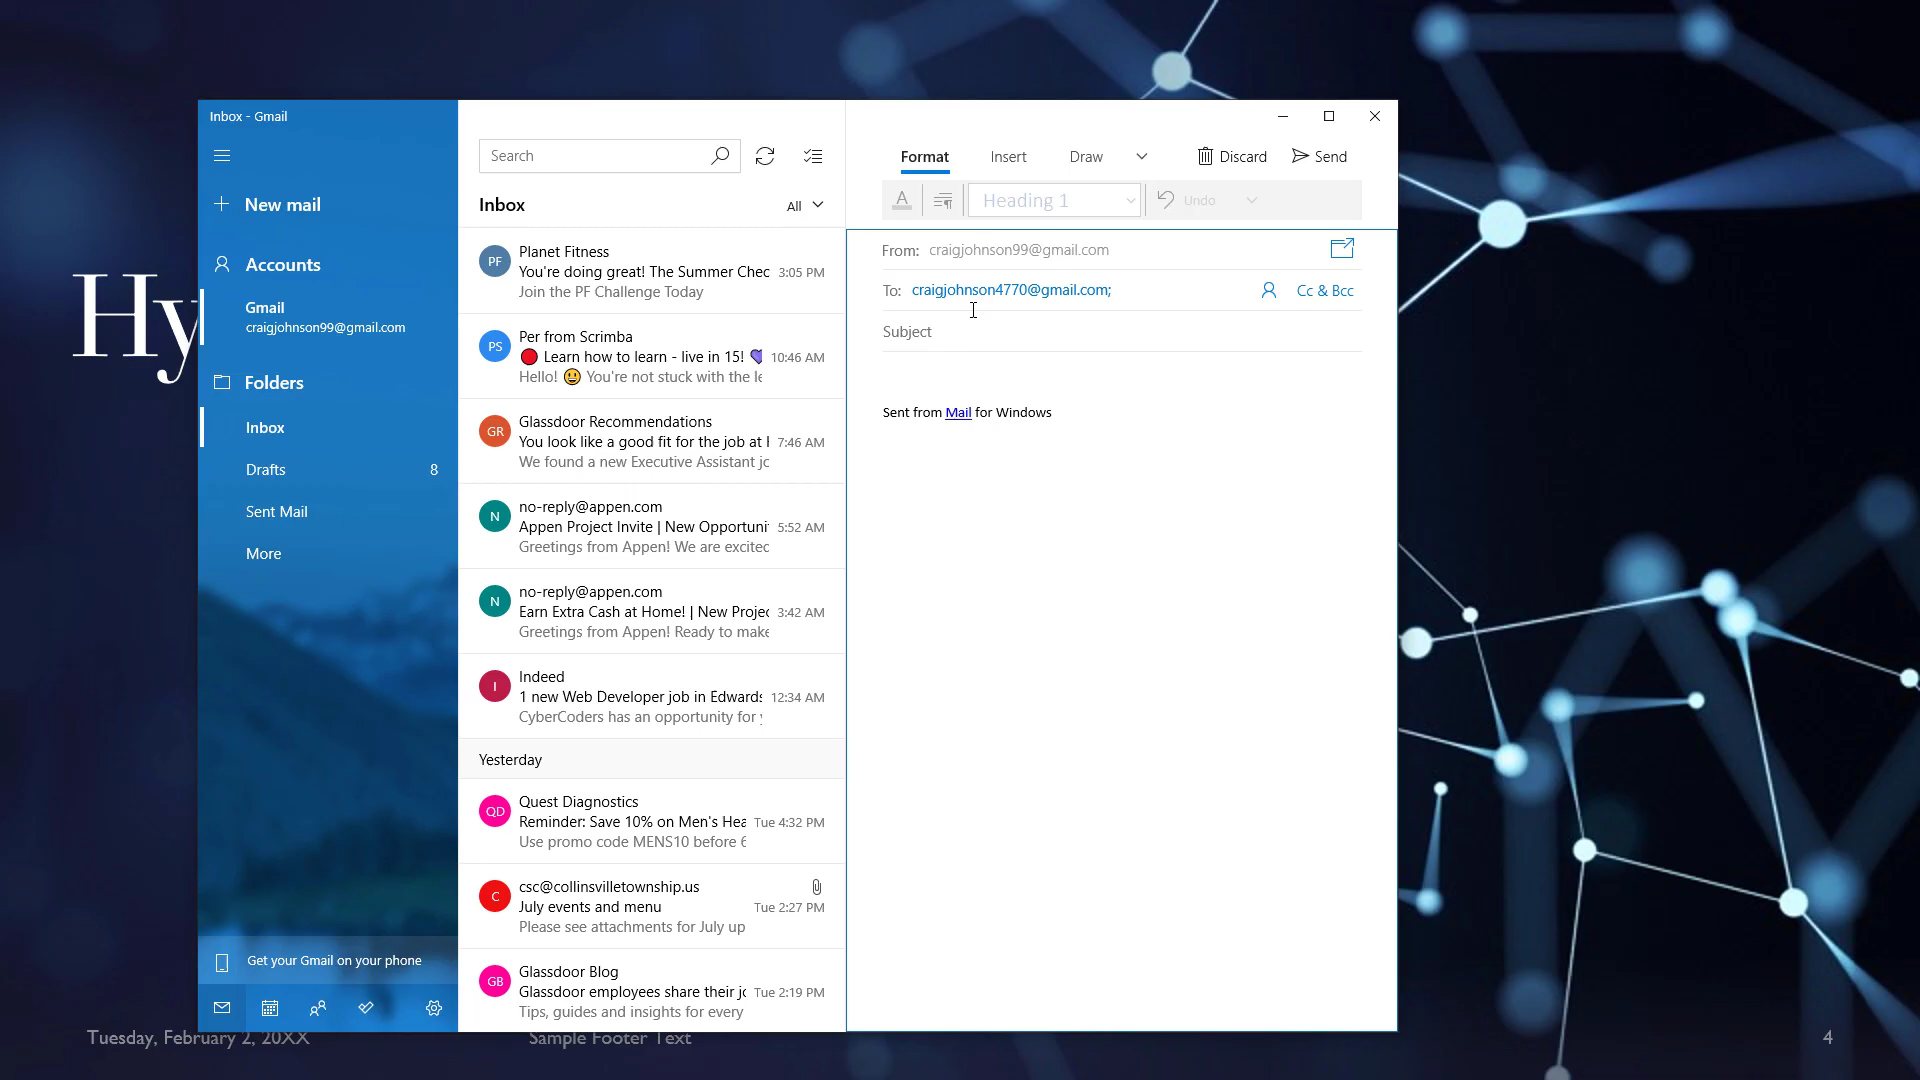 Inbox - Gmail
New mail
Accounts
Gmail
craigjohnson99@gmail.com
Folders
Inbox
Drafts 8
Sent Mail
More
Get your Gmail on your phone
Search
Inbox
All
PF
Planet Fitness
You're doing great! The Summer Chec 3:05 PM
Join the PF Challenge Today
PS
Per from Scrimba
🔴 Learn how to learn - live in 15! 💜 10:46 AM
Hello! 😃 You're not stuck with the le
GR
Glassdoor Recommendations
You look like a good fit for the job at 7:46 AM
We found a new Executive Assistant jc
N
no-reply@appen.com
Appen Project Invite | New Opportuni 5:52 AM
Greetings from Appen! We are excited
N
no-reply@appen.com
Earn Extra Cash at Home! | New Projec 3:42 AM
Greetings from Appen! Ready to make
I
Indeed
1 new Web Developer job in Edwards 12:34 AM
CyberCoders has an opportunity for
Yesterday
QD
Quest Diagnostics
Reminder: Save 10% on Men's Hea Tue 4:32 PM
Use promo code MENS10 before 6
C
csc@collinsvilletownship.us
July events and menu Tue 2:27 PM
Please see attachments for July up
GB
Glassdoor Blog
Glassdoor employees share their jo Tue 2:19 PM
Tips, guides and insights for every
Format Insert Draw Discard Send
A Heading 1 Undo
From: craigjohnson99@gmail.com
To: craigjohnson4770@gmail.com; Cc & Bcc
Subject
Sent from Mail for Windows
Hy
Tuesday, February 2, 20XX
Sample Footer Text
4